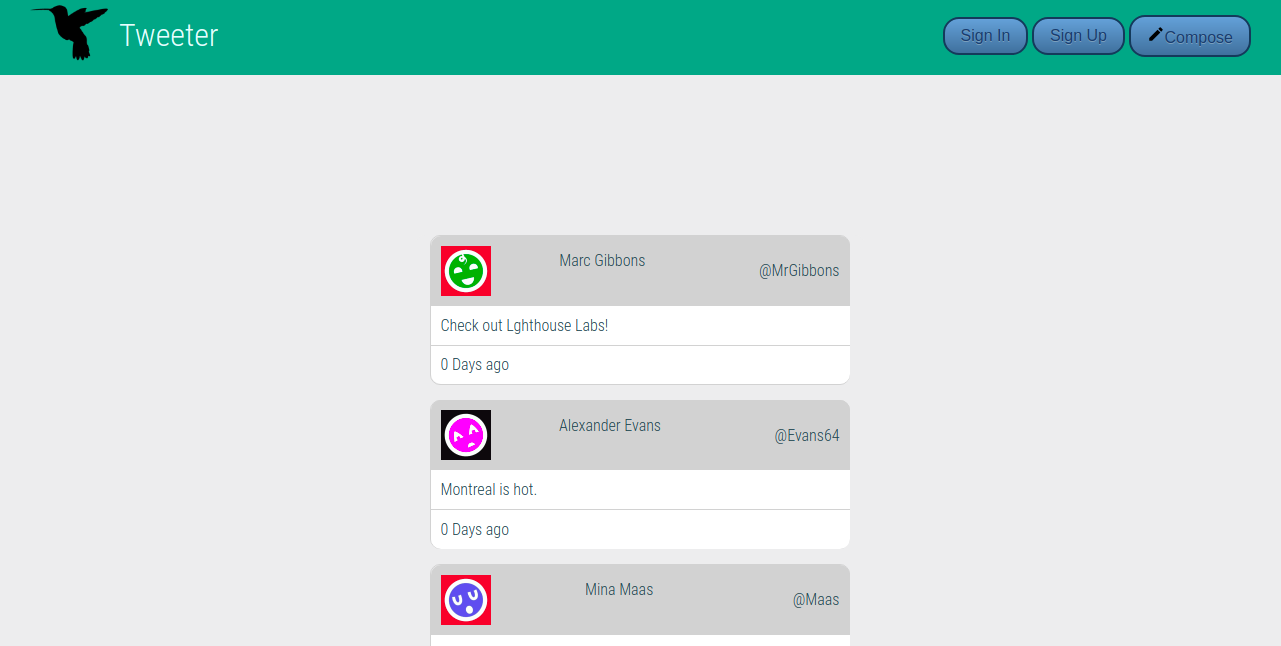 Tweeter
Sign In
Sign Up
Compose
Marc Gibbons
@MrGibbons
Check out Lghthouse Labs!
0 Days ago
Alexander Evans
@Evans64
Montreal is hot.
0 Days ago
Mina Maas
@Maas